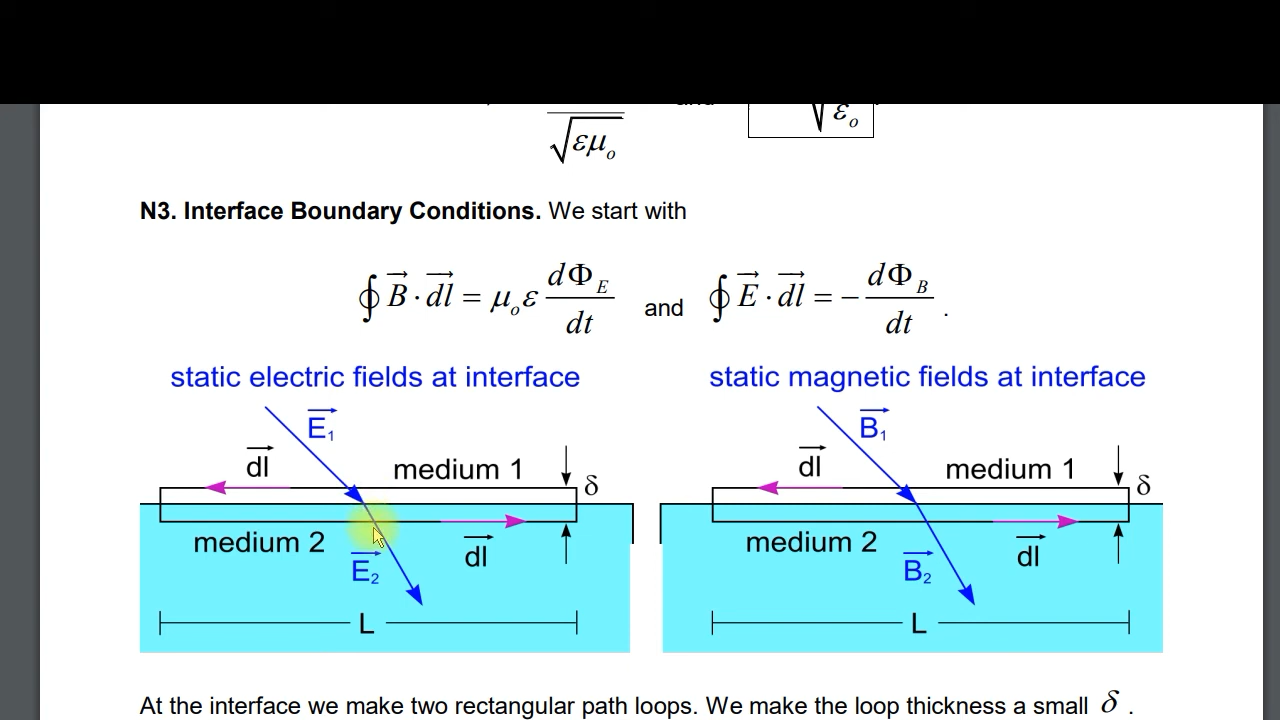 √εμₒ √εₒ
N3. Interface Boundary Conditions. We start with
∮ B⃗ · dl⃗ = μₒε dΦ_E/dt and ∮ E⃗ · dl⃗ = − dΦ_B/dt .
static electric fields at interface
E⃗₁
dl⃗
medium 1
δ
medium 2
E⃗₂
dl⃗
L
static magnetic fields at interface
B⃗₁
dl⃗
medium 1
δ
medium 2
B⃗₂
dl⃗
L
At the interface we make two rectangular path loops. We make the loop thickness a small δ .